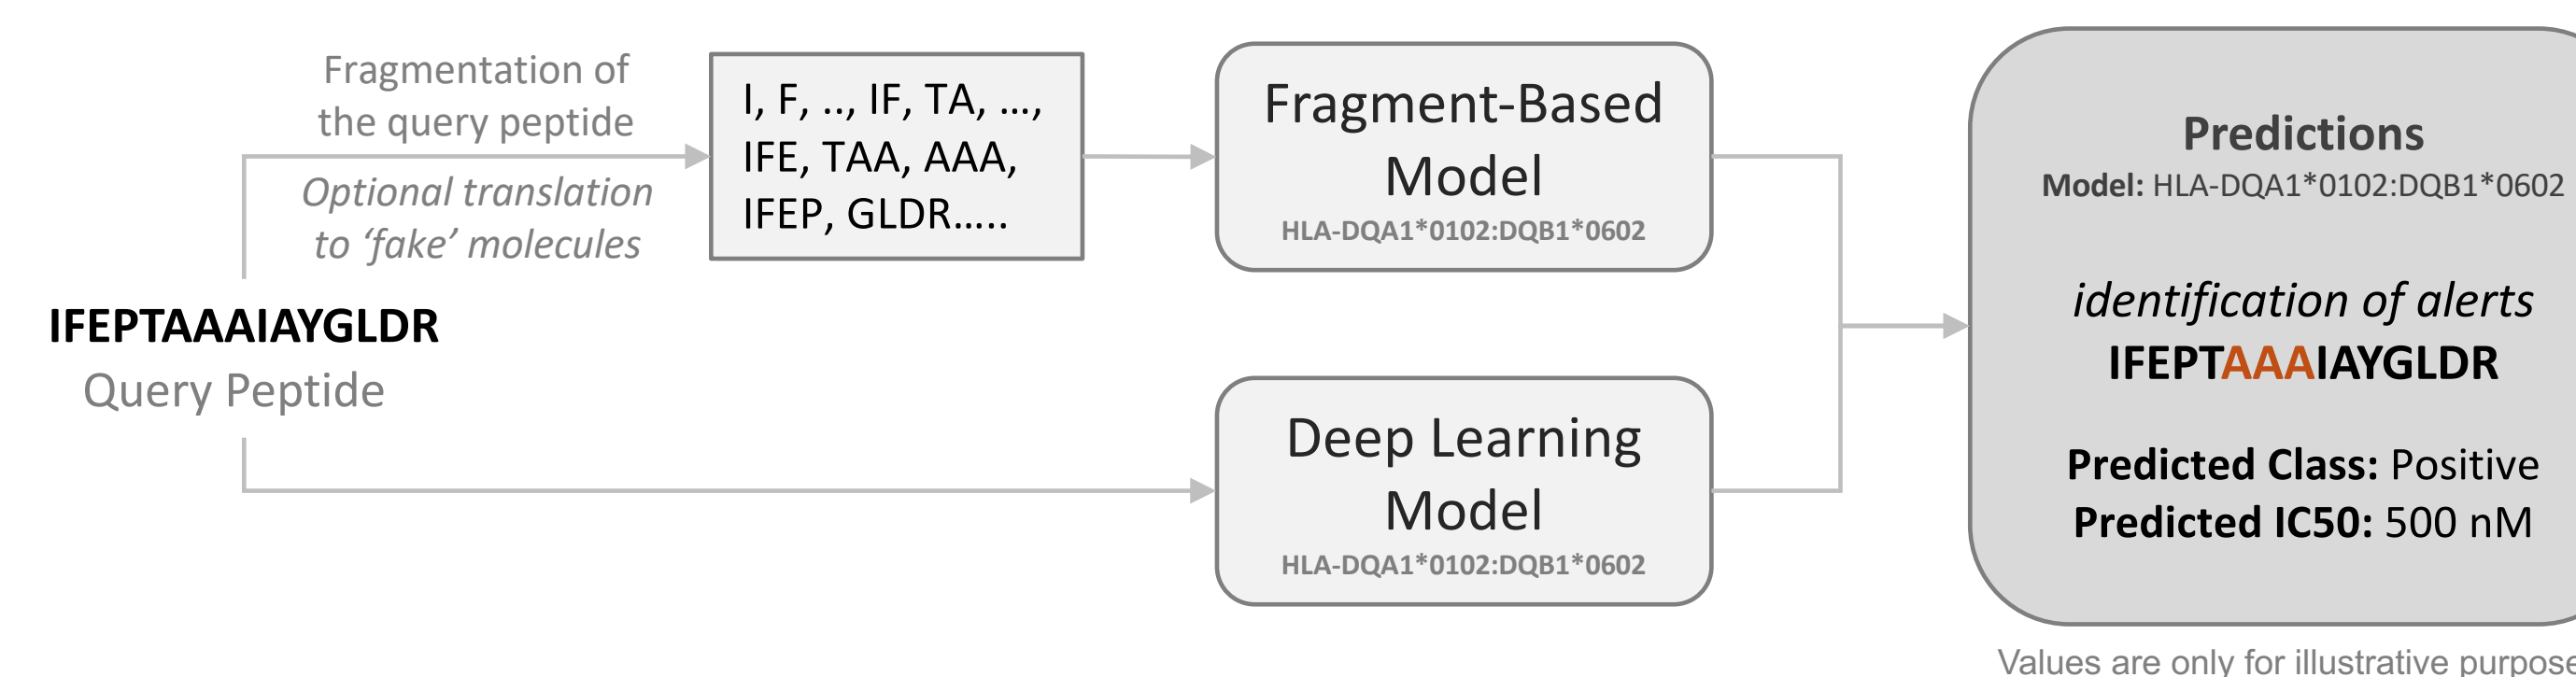 Fragmentation of
the query peptide
Optional translation
to ‘fake’ molecules
IFEPTAAAIAYGLDR
Query Peptide
I, F, .., IF, TA, ...,
IFE, TAA, AAA,
IFEP, GLDR.....
Fragment-Based
Model
HLA-DQA1*0102:DQB1*0602
Deep Learning
Model
HLA-DQA1*0102:DQB1*0602
Predictions
Model: HLA-DQA1*0102:DQB1*0602
identification of alerts
IFEPTAAAIAYGLDR
Predicted Class: Positive
Predicted IC50: 500 nM
Values are only for illustrative purpose